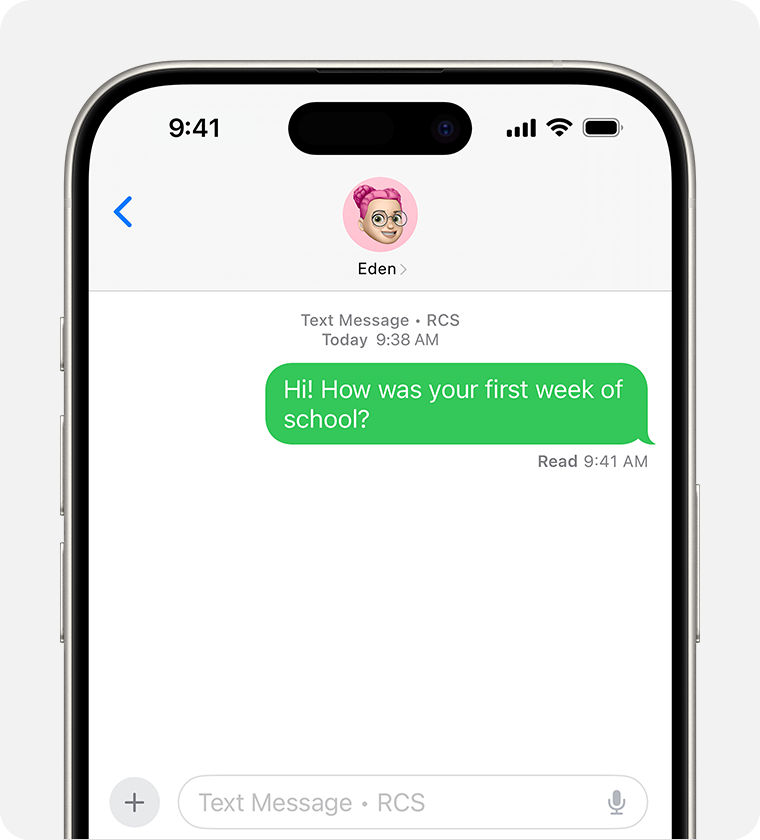 9:41
Eden
Text Message • RCS
Today 9:38 AM
Hi! How was your first week of
school?
Read 9:41 AM
Text Message • RCS